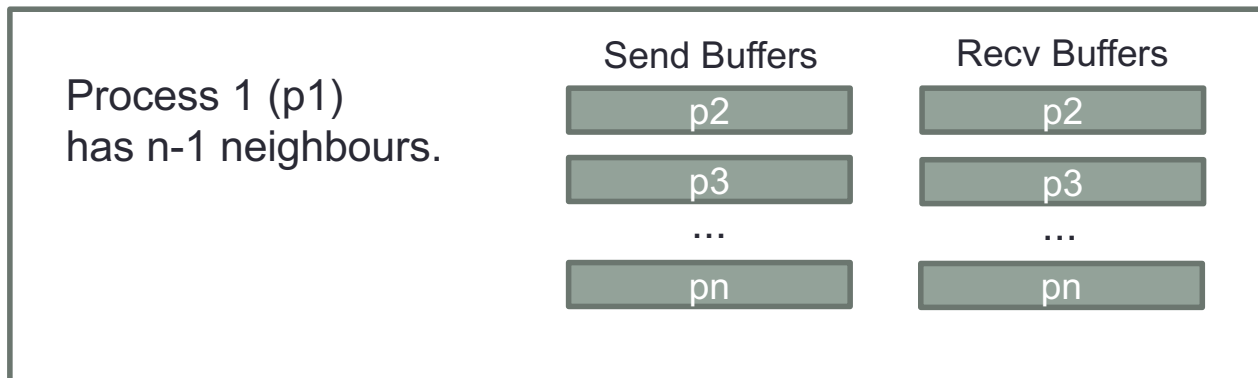 Process 1 (p1)
has n-1 neighbours.
Send Buffers
p2
p3
...
pn
Recv Buffers
p2
p3
...
pn